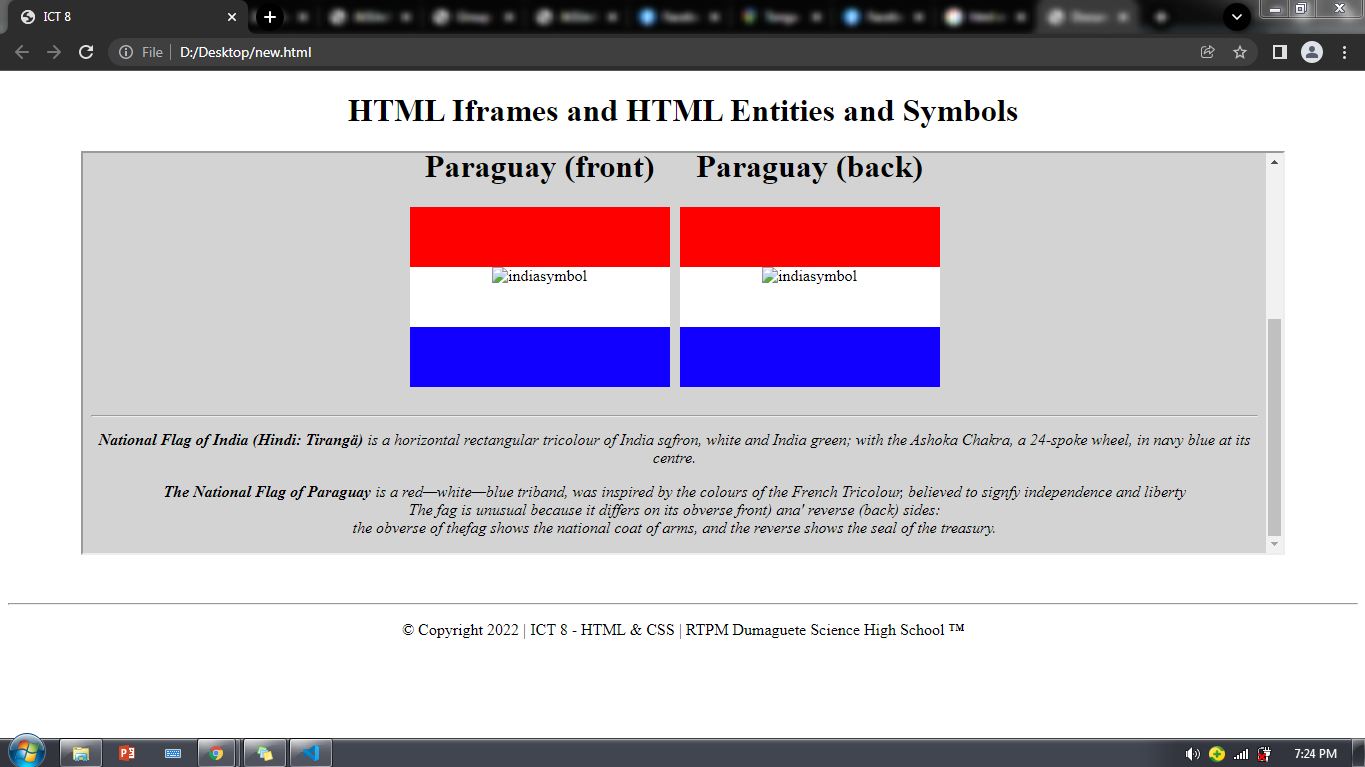 ICT 8
File
D:/Desktop/new.html
HTML Iframes and HTML Entities and Symbols
Paraguay (front) Paraguay (back)
indiasymbol indiasymbol
National Flag of India (Hindi: Tirangä) is a horizontal rectangular tricolour of India sqfron, white and India green; with the Ashoka Chakra, a 24-spoke wheel, in navy blue at its
centre.
The National Flag of Paraguay is a red—white—blue triband, was inspired by the colours of the French Tricolour, believed to signfy independence and liberty
The fag is unusual because it differs on its obverse front) ana' reverse (back) sides:
the obverse of thefag shows the national coat of arms, and the reverse shows the seal of the treasury.
© Copyright 2022 | ICT 8 - HTML & CSS | RTPM Dumaguete Science High School ™
7:24 PM